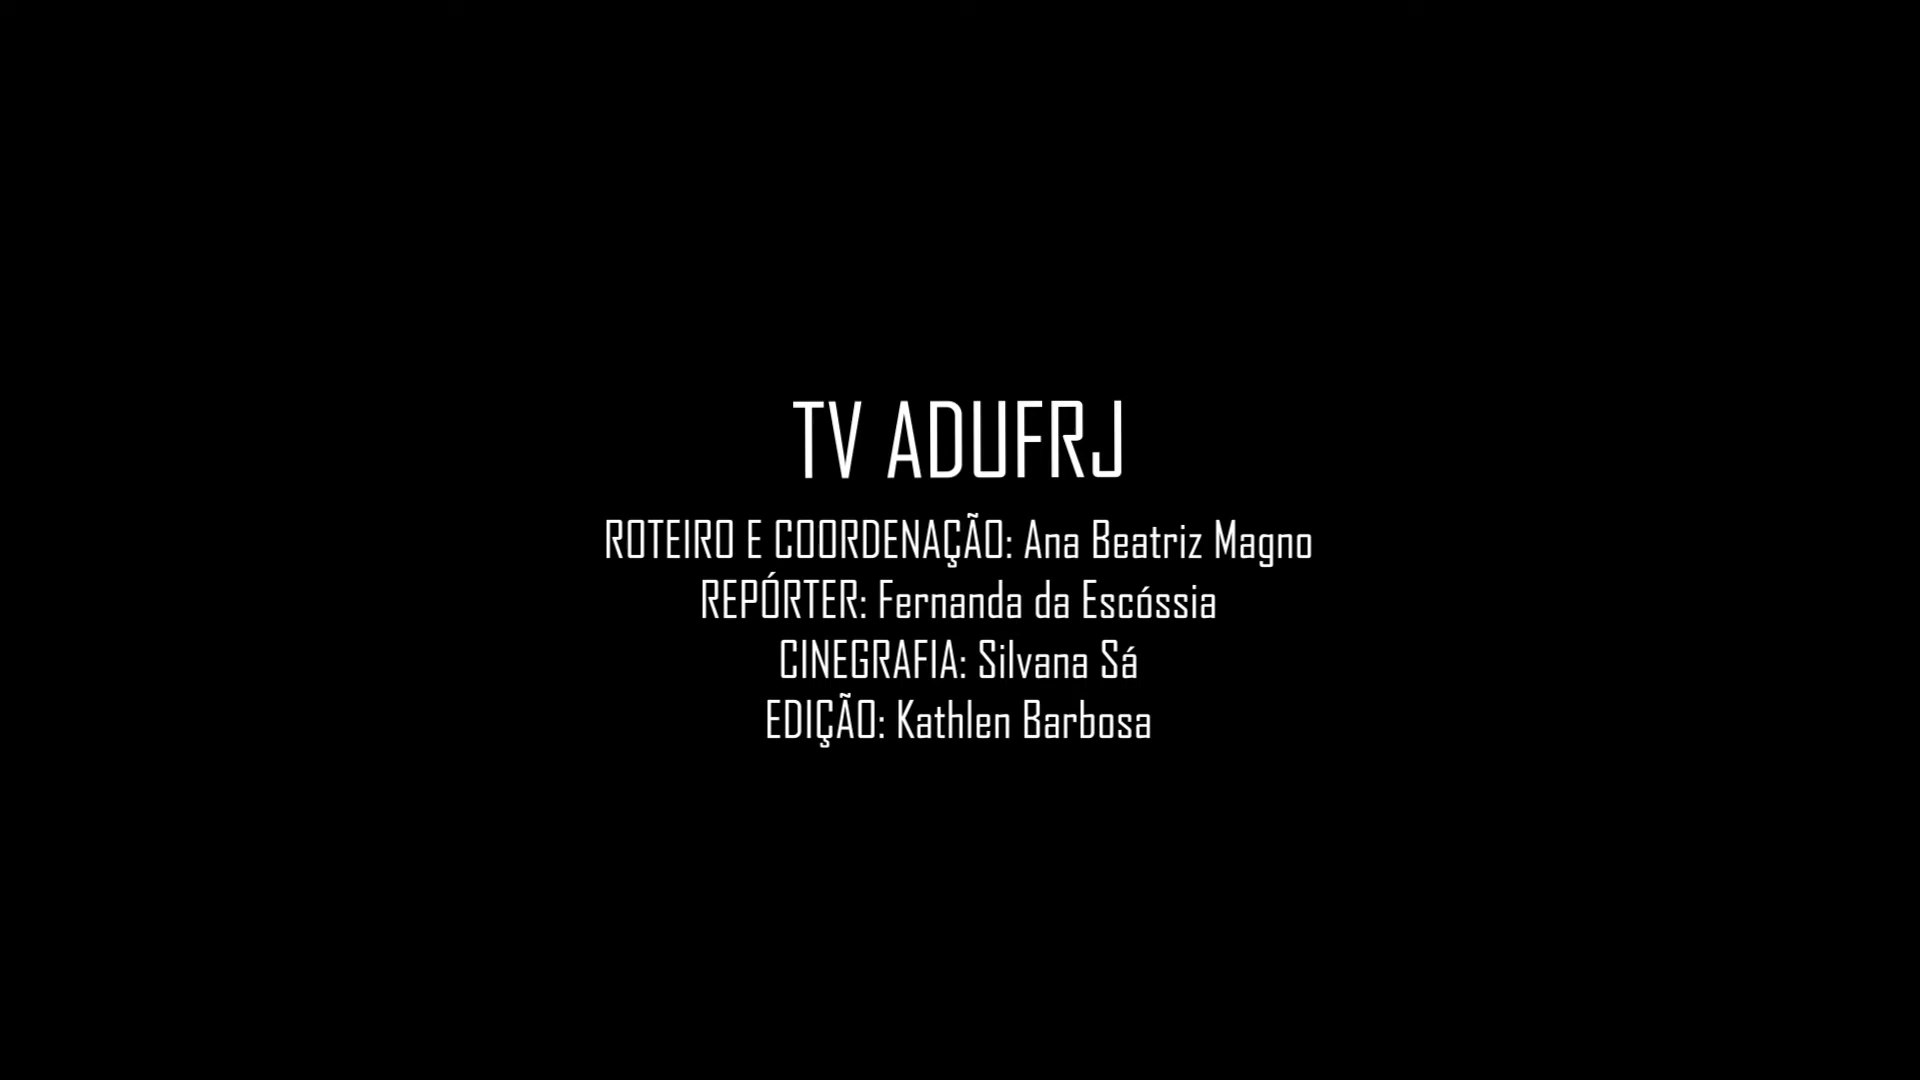 TV ADUFRJ
ROTEIRO E COORDENAÇÃO: Ana Beatriz Magno
REPÓRTER: Fernanda da Escóssia
CINEGRAFIA: Silvana Sá
EDIÇÃO: Kathlen Barbosa